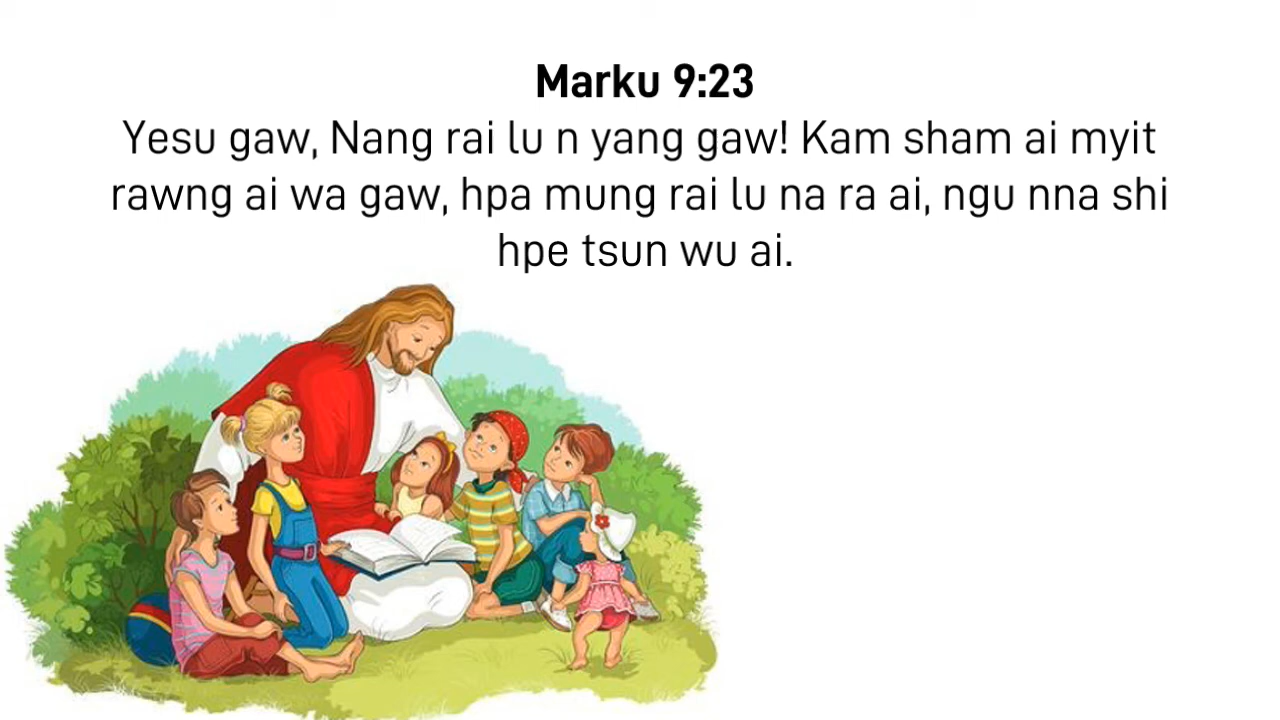 Marku 9:23
Yesu gaw, Nang rai lu n yang gaw! Kam sham ai myit
rawng ai wa gaw, hpa mung rai lu na ra ai, ngu nna shi
hpe tsun wu ai.